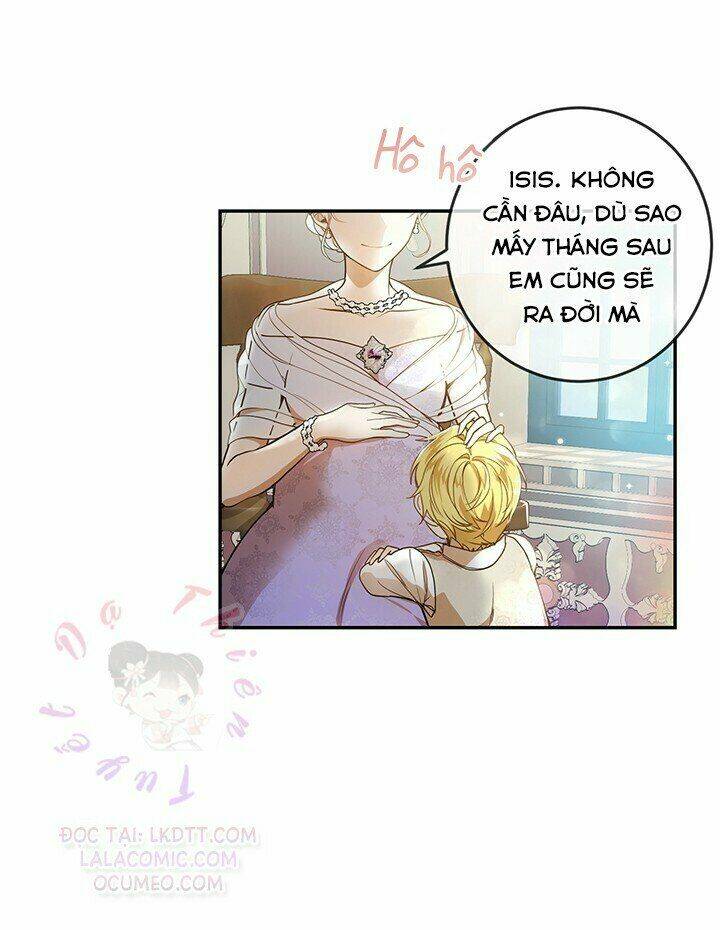 Hô hô
ISIS. KHÔNG
CẦN ĐÂU, DÙ SAO
MẤY THÁNG SAU
EM CŨNG SẼ
RA ĐỜI MÀ
Dạ Thiên Tuyết
ĐỌC TẠI: LKDTT.COM
LALACOMIC.COM
OCUMEO.COM